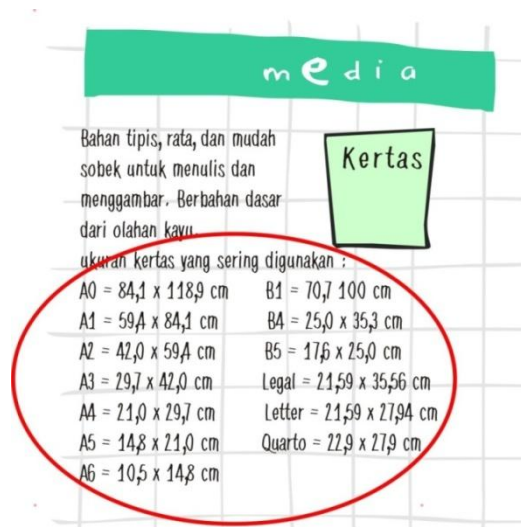 media
Bahan tipis, rata, dan mudah
sobek untuk menulis dan
menggambar. Berbahan dasar
dari olahan kayu.
Kertas
ukuran kertas yang sering digunakan :
A0 = 84,1 x 118,9 cm
A1 = 59,4 x 84,1 cm
A2 = 42,0 x 59,4 cm
A3 = 29,7 x 42,0 cm
A4 = 21,0 x 29,7 cm
A5 = 14,8 x 21,0 cm
A6 = 10,5 x 14,8 cm
B1 = 70,7 100 cm
B4 = 25,0 x 35,3 cm
B5 = 17,6 x 25,0 cm
Legal = 21,59 x 35,56 cm
Letter = 21,59 x 27,94 cm
Quarto = 22,9 x 27,9 cm